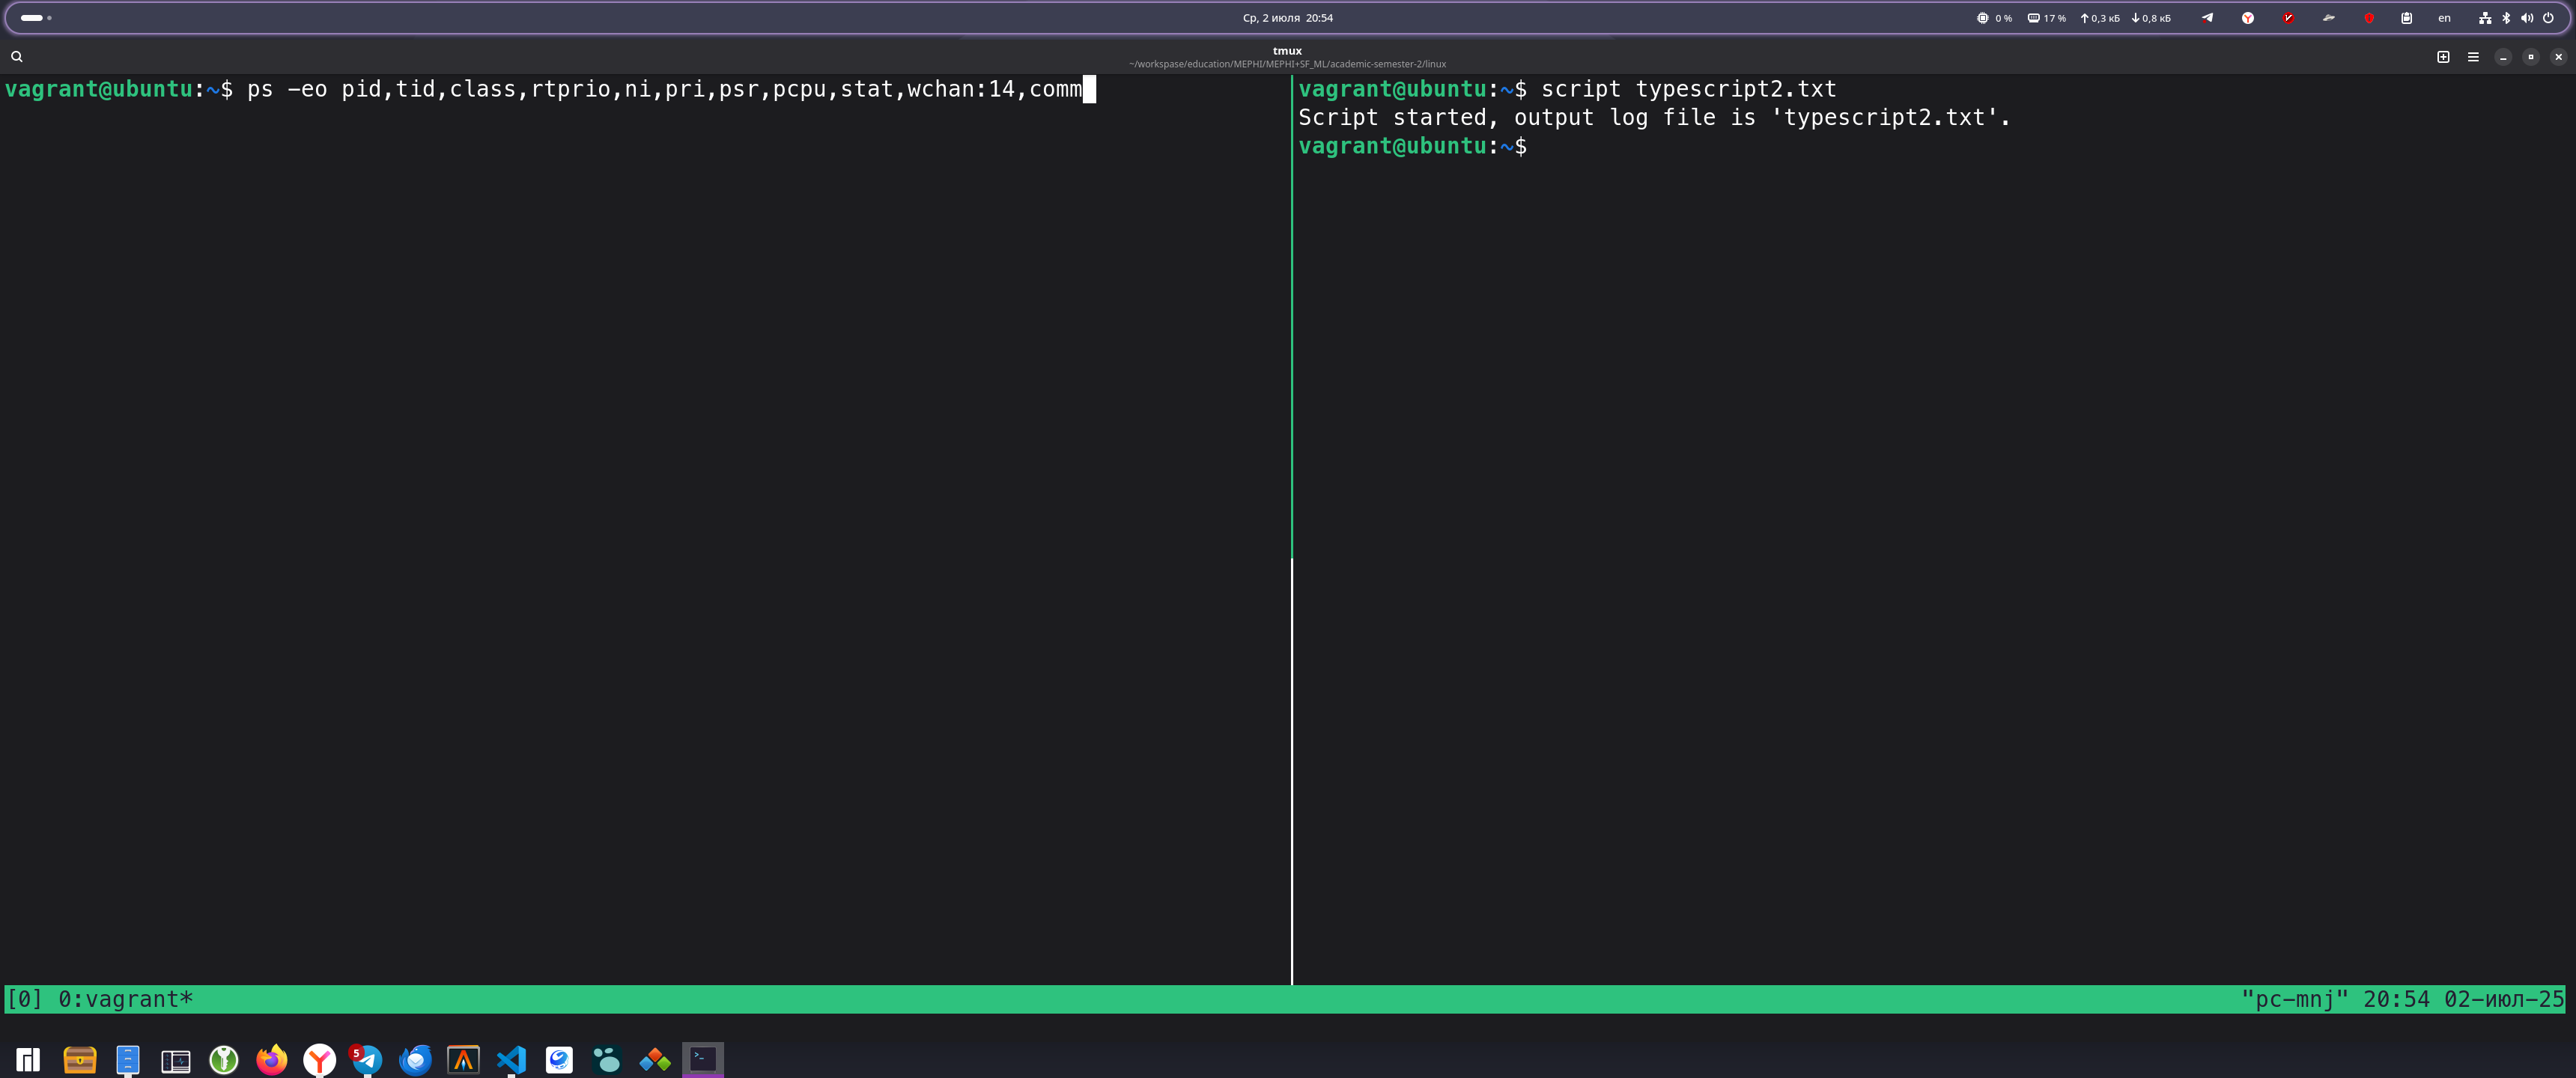 Ср, 2 июля 20:54
0 %
17 %
0,3 кБ
0,8 кБ
en
tmux
~/workspase/education/MEPHI/MEPHI+SF_ML/academic-semester-2/linux
vagrant@ubuntu:~$ ps -eo pid,tid,class,rtprio,ni,pri,psr,pcpu,stat,wchan:14,comm
vagrant@ubuntu:~$ script typescript2.txt
Script started, output log file is 'typescript2.txt'.
vagrant@ubuntu:~$
[0] 0:vagrant*
"pc-mnj" 20:54 02-июл-25
5